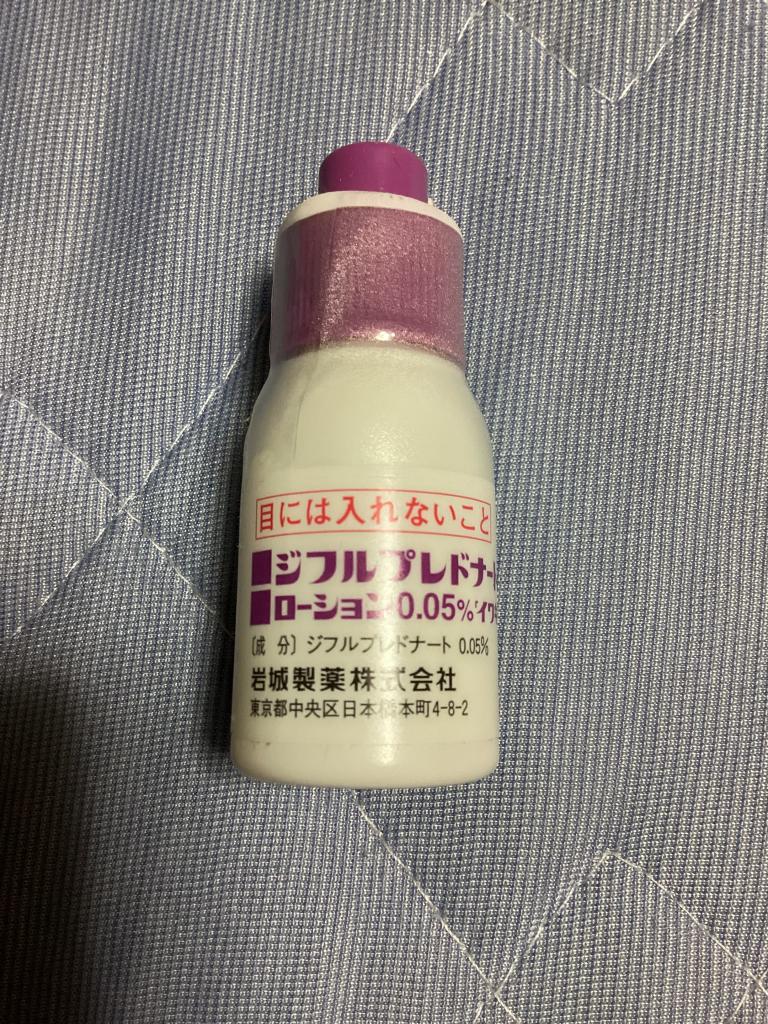 目には入れないこと
ジフルプレドナー
ローション0.05%「イワ
〔成 分〕ジフルプレドナート 0.05%
岩城製薬株式会社
東京都中央区日本橋本町4-8-2